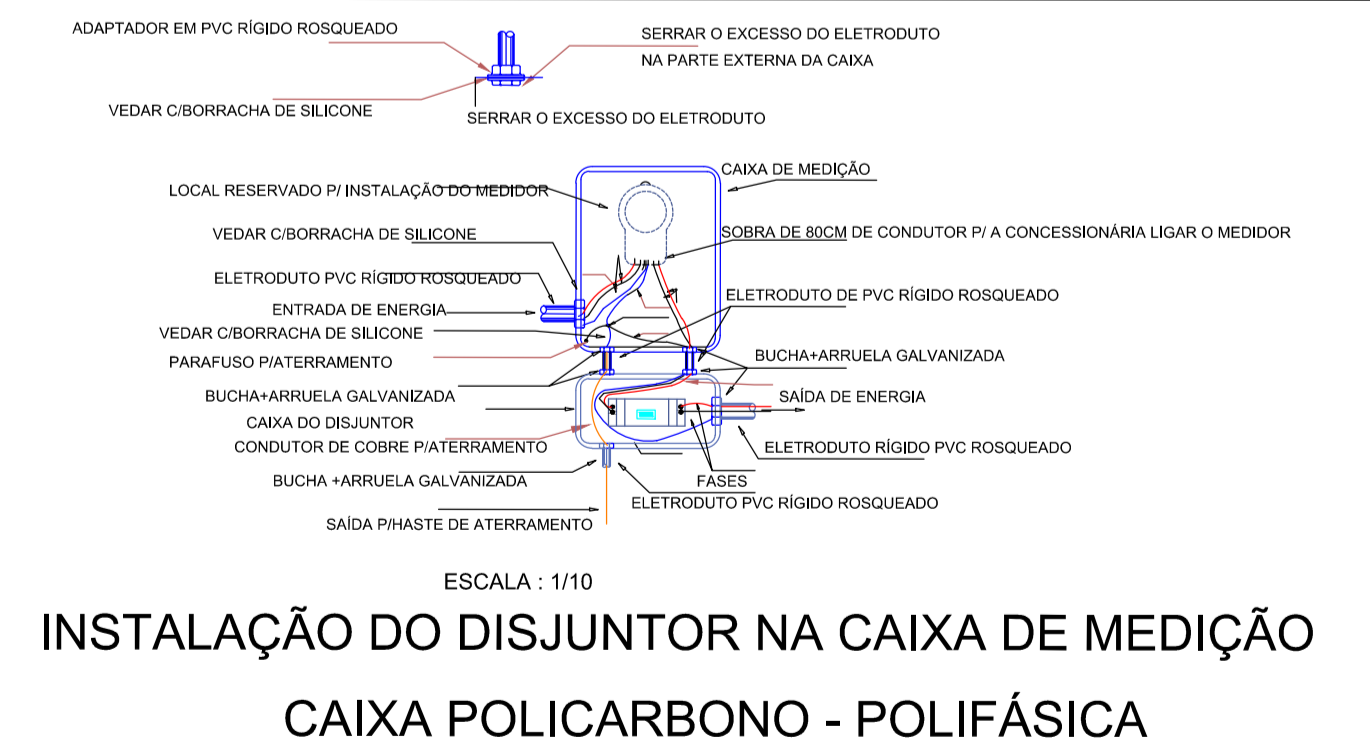 ADAPTADOR EM PVC RÍGIDO ROSQUEADO
SERRAR O EXCESSO DO ELETRODUTO
NA PARTE EXTERNA DA CAIXA
VEDAR C/BORRACHA DE SILICONE
SERRAR O EXCESSO DO ELETRODUTO
CAIXA DE MEDIÇÃO
LOCAL RESERVADO P/ INSTALAÇÃO DO MEDIDOR
VEDAR C/BORRACHA DE SILICONE
SOBRA DE 80CM DE CONDUTOR P/ A CONCESSIONÁRIA LIGAR O MEDIDOR
ELETRODUTO PVC RÍGIDO ROSQUEADO
ELETRODUTO DE PVC RÍGIDO ROSQUEADO
ENTRADA DE ENERGIA
VEDAR C/BORRACHA DE SILICONE
PARAFUSO P/ATERRAMENTO
BUCHA+ARRUELA GALVANIZADA
BUCHA+ARRUELA GALVANIZADA
SAÍDA DE ENERGIA
CAIXA DO DISJUNTOR
CONDUTOR DE COBRE P/ATERRAMENTO
ELETRODUTO RÍGIDO PVC ROSQUEADO
BUCHA +ARRUELA GALVANIZADA
FASES
ELETRODUTO PVC RÍGIDO ROSQUEADO
SAÍDA P/HASTE DE ATERRAMENTO
ESCALA : 1/10
INSTALAÇÃO DO DISJUNTOR NA CAIXA DE MEDIÇÃO
CAIXA POLICARBONO - POLIFÁSICA